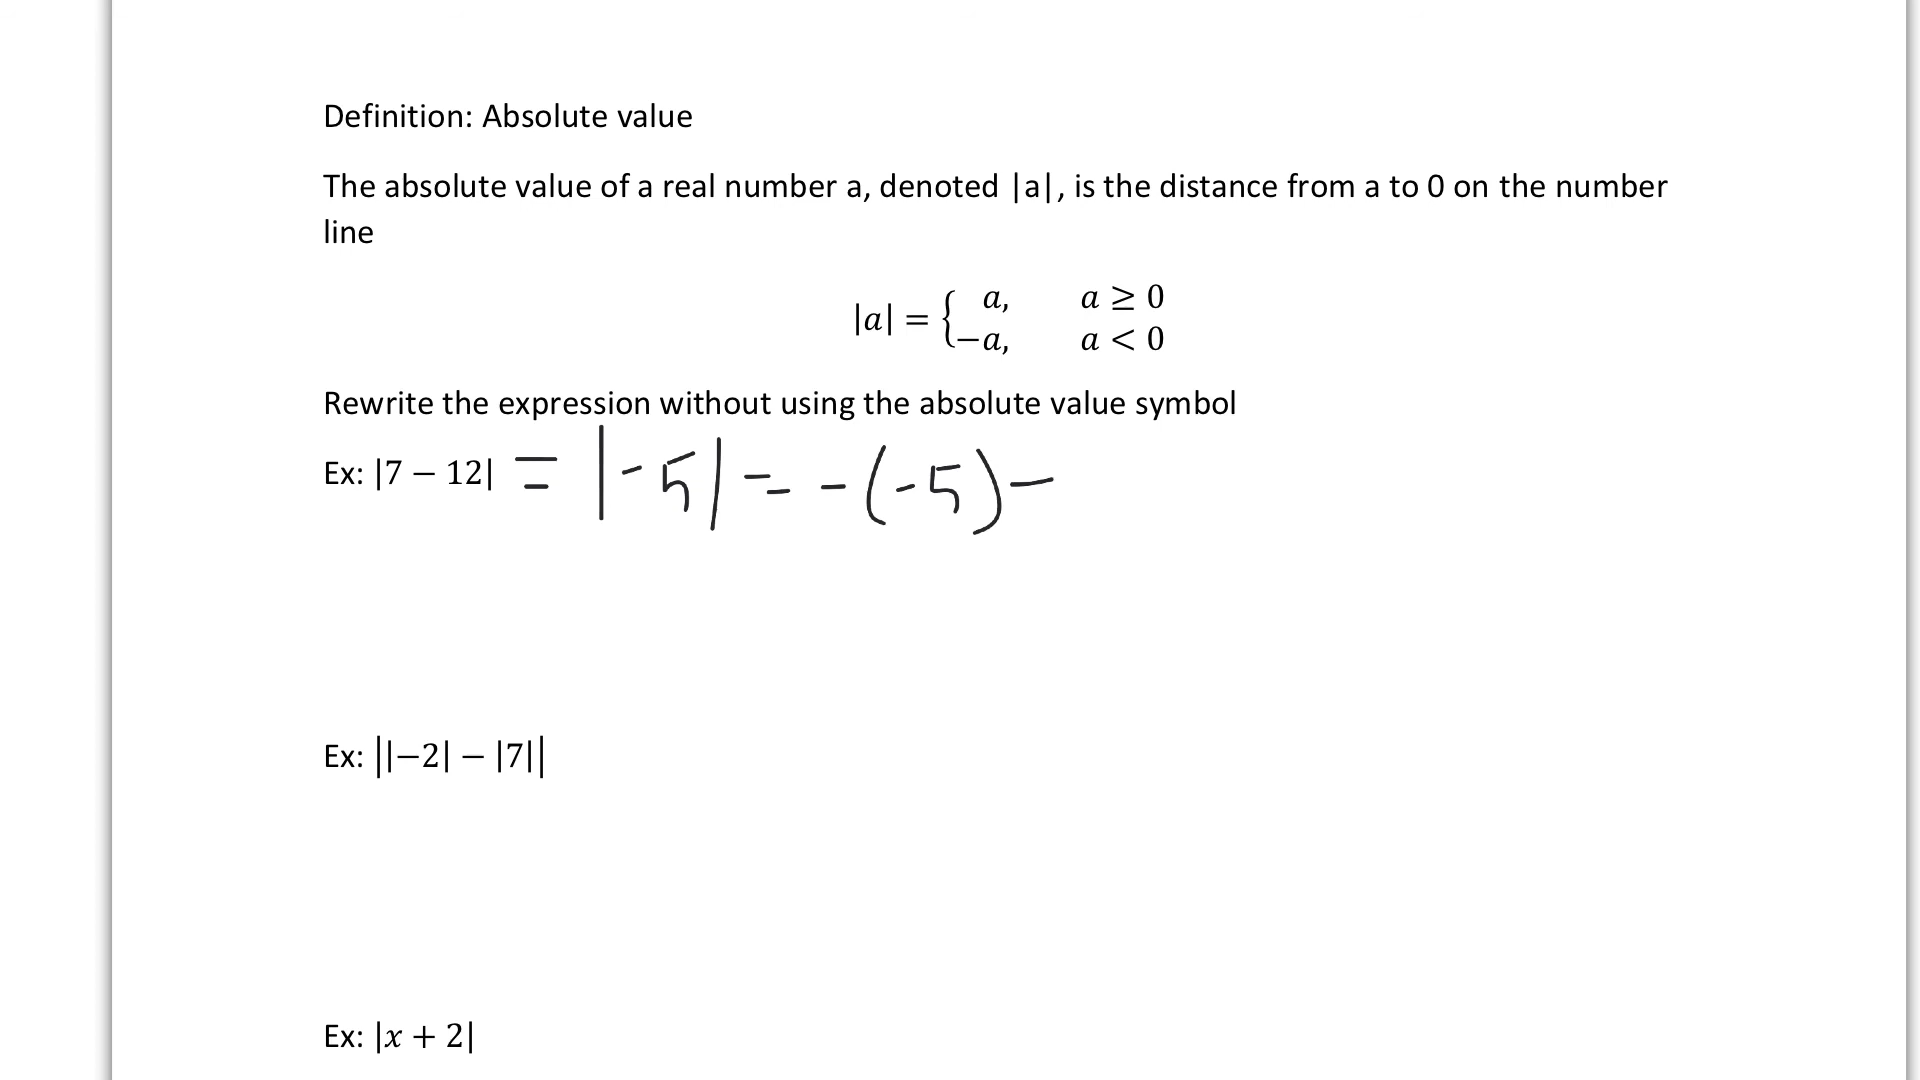 Definition: Absolute value
The absolute value of a real number a, denoted |a|, is the distance from a to 0 on the number
line
|a| = { a, a ≥ 0
−a, a < 0
Rewrite the expression without using the absolute value symbol
Ex: |7 − 12| = |-5| = -(-5) −
Ex: ||−2| − |7||
Ex: |x + 2|